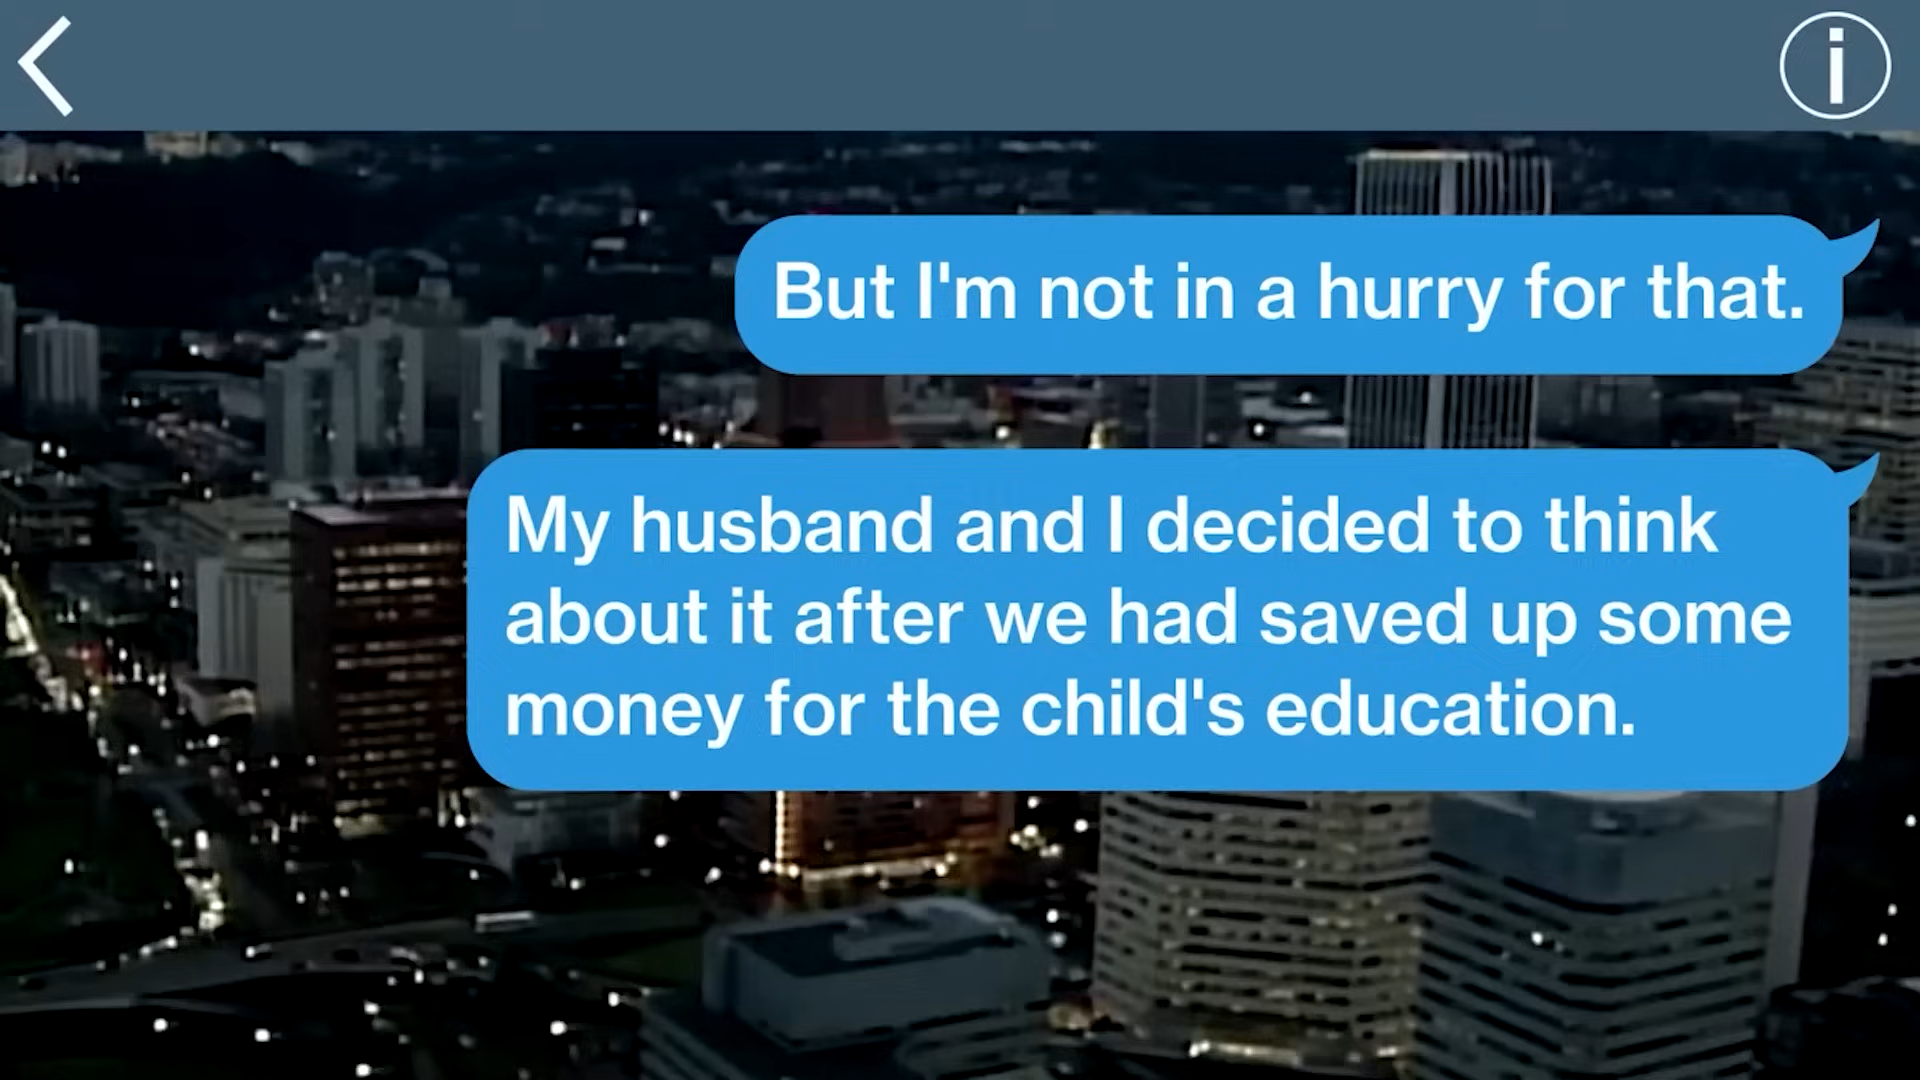 But I'm not in a hurry for that.
My husband and I decided to think
about it after we had saved up some
money for the child's education.